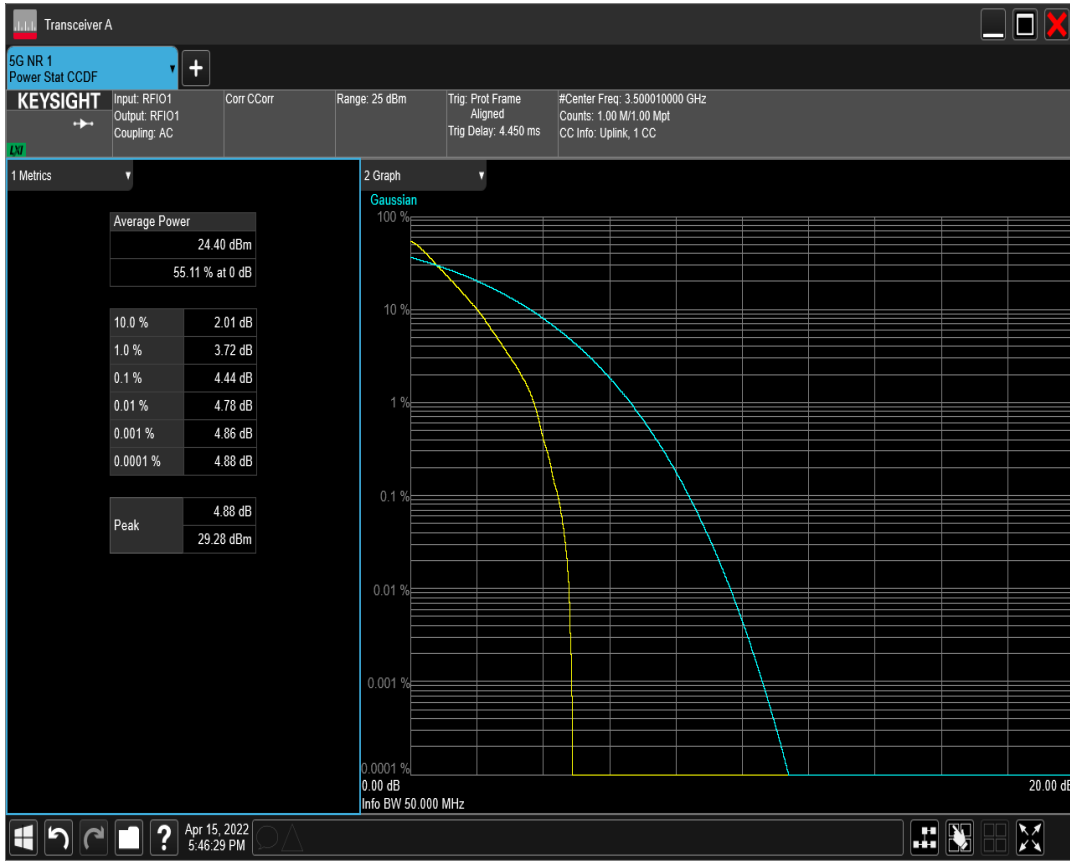 Transceiver A
5G NR 1
Power Stat CCDF
KEYSIGHT
LXI
Input: RFIO1
Output: RFIO1
Coupling: AC
Corr CCorr
Range: 25 dBm
Trig: Prot Frame
Aligned
Trig Delay: 4.450 ms
#Center Freq: 3.500010000 GHz
Counts: 1.00 M/1.00 Mpt
CC Info: Uplink, 1 CC
1 Metrics
Average Power
24.40 dBm
55.11 % at 0 dB
10.0 % 2.01 dB
1.0 % 3.72 dB
0.1 % 4.44 dB
0.01 % 4.78 dB
0.001 % 4.86 dB
0.0001 % 4.88 dB
Peak
4.88 dB
29.28 dBm
2 Graph
Gaussian
100 %
10 %
1 %
0.1 %
0.01 %
0.001 %
0.0001 %
0.00 dB 20.00 dB
Info BW 50.000 MHz
? Apr 15, 2022
5:46:29 PM